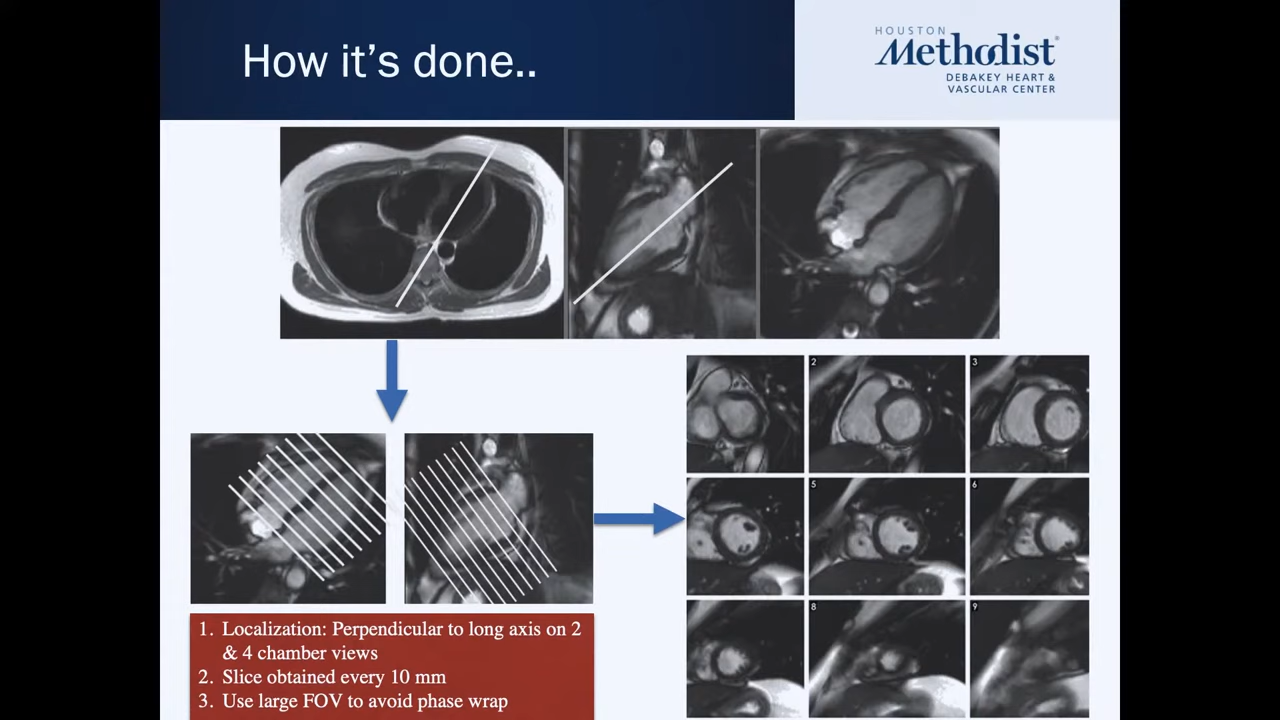 How it's done..
HOUSTON
Methodist
DEBAKEY HEART &
VASCULAR CENTER
2
3
5
6
8
9
1. Localization: Perpendicular to long axis on 2
& 4 chamber views
2. Slice obtained every 10 mm
3. Use large FOV to avoid phase wrap